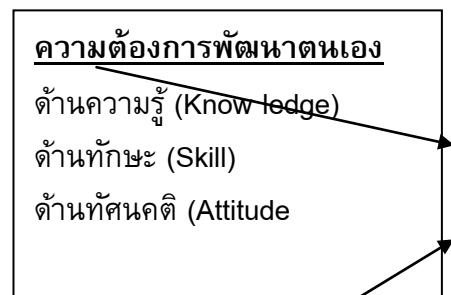 ความต้องการพัฒนาตนเอง
ด้านความรู้ (Know ledge)
ด้านทักษะ (Skill)
ด้านทัศนคติ (Attitude